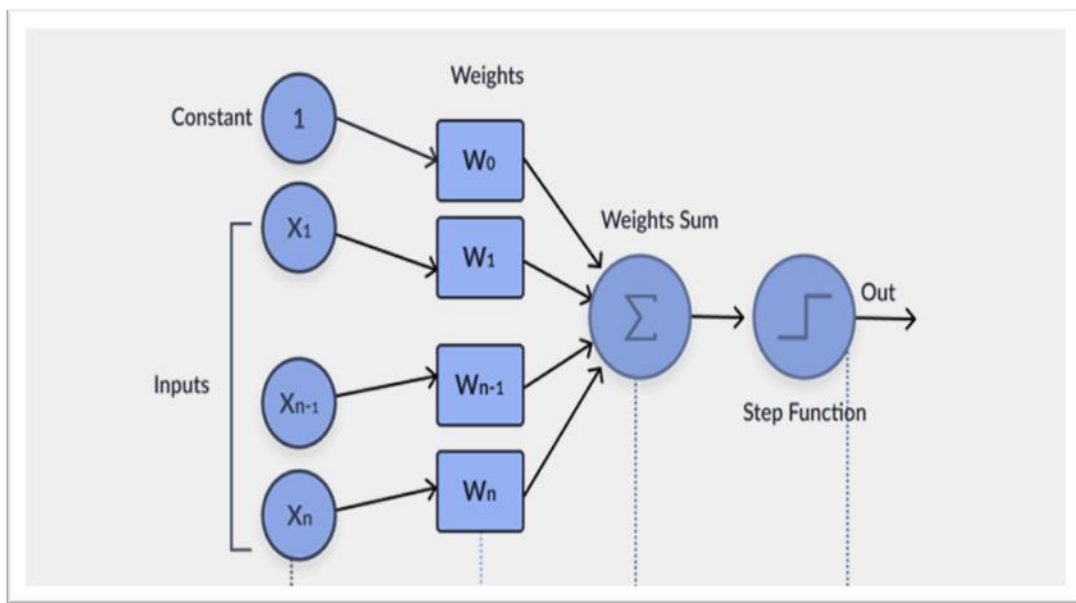 Weights
Constant
1
W0
X1
W1
Weights Sum
Σ
Out
Inputs
Xn-1
Wn-1
Step Function
Xn
Wn